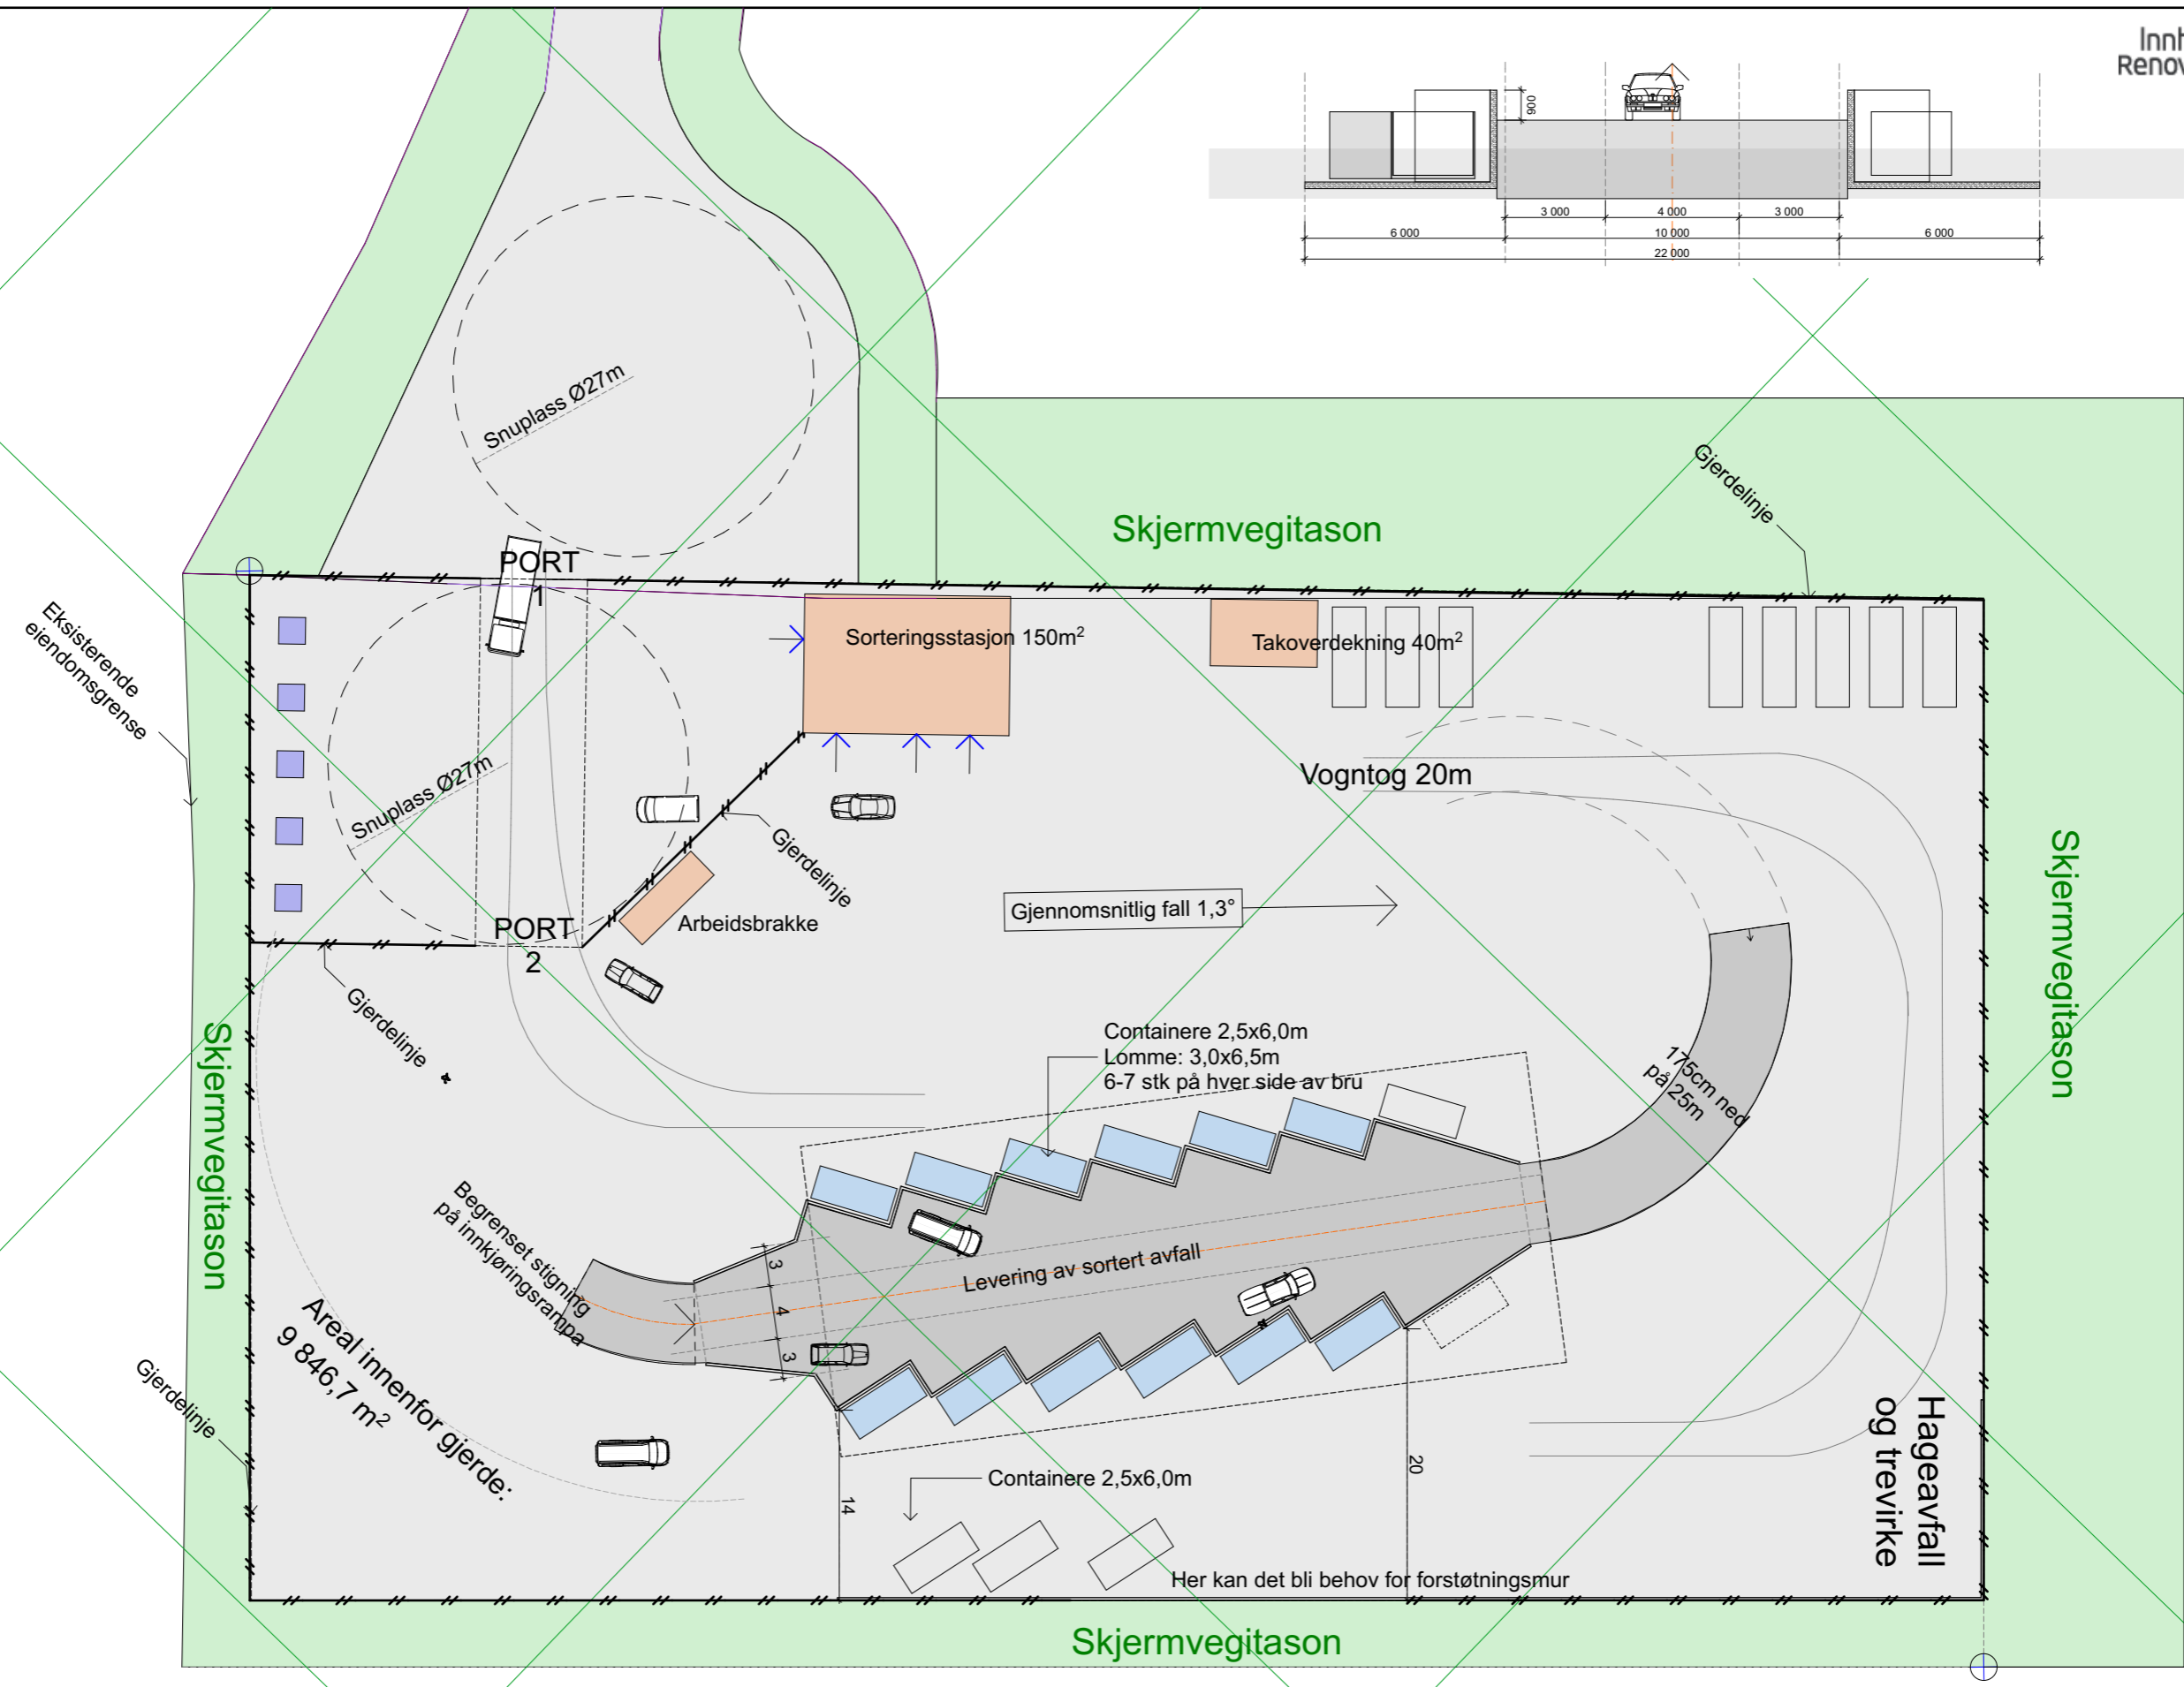 Innh
Renov
900
3 000
4 000
3 000
6 000
10 000
6 000
22 000
Snuplass Ø27m
Skjermvegitason
Gjerdelinje
PORT
1
Eksisterende
eiendomsgrense
Sorteringsstasjon 150m²
Takoverdekning 40m²
Snuplass Ø27m
Vogntog 20m
Gjerdelinje
Arbeidsbrakke
Gjennomsnitlig fall 1,3°
PORT
2
Gjerdelinje
Skjermvegitason
Skjermvegitason
Containere 2,5x6,0m
Lomme: 3,0x6,5m
6-7 stk på hver side av bru
175cm ned
på 25m
Begrenset stigning
på innkjøringsrampa
3
4
3
Levering av sortert avfall
Areal innenfor gjerde:
9 846,7 m²
Gjerdelinje
Hageavfall
og trevirke
Containere 2,5x6,0m
14
20
Her kan det bli behov for forstøtningsmur
Skjermvegitason